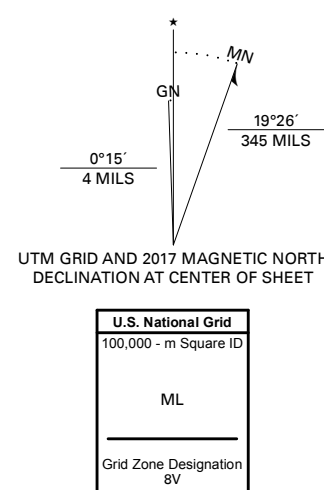 ★
MN
GN
19°26´
345 MILS
0°15´
4 MILS
UTM GRID AND 2017 MAGNETIC NORTH
DECLINATION AT CENTER OF SHEET
U.S. National Grid
100,000 - m Square ID
ML
Grid Zone Designation
8V